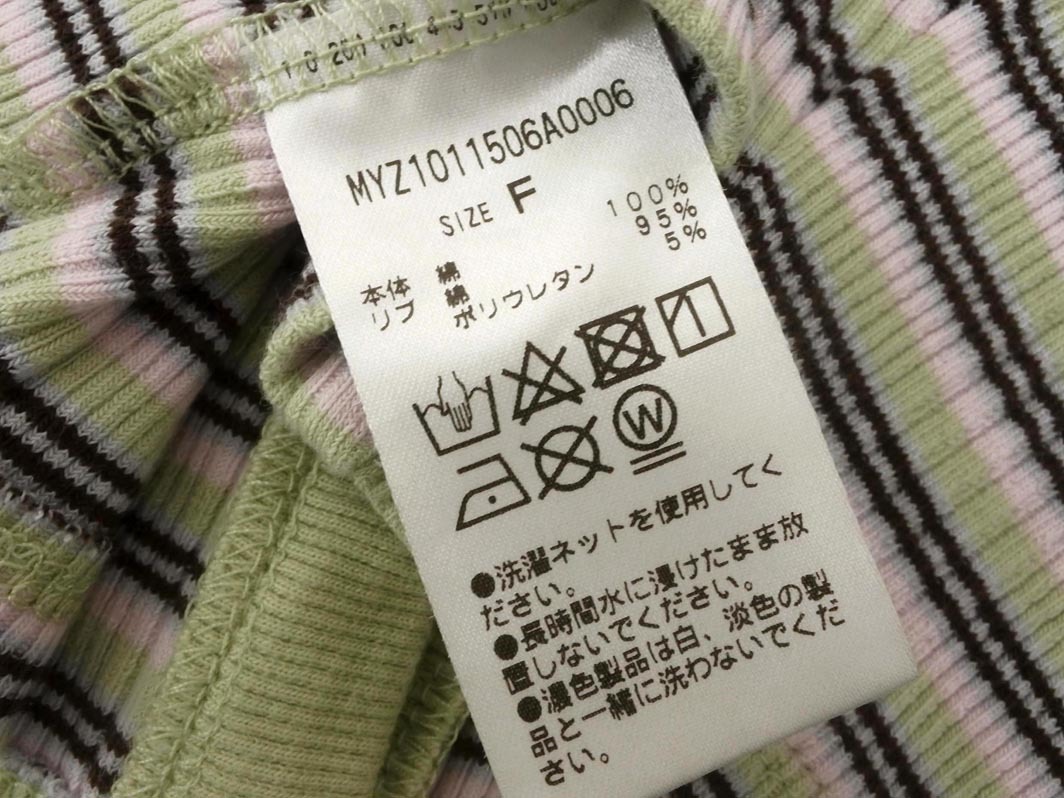 MYZ1011506A0006
SIZE F
本体 綿 100%
リブ 綿 95%
ポリウレタン 5%
W
●洗濯ネットを使用してく
ださい。
●長時間水に浸けたまま放
置しないでください。
●濃色製品は白、淡色の製
品と一緒に洗わないでくだ
さい。